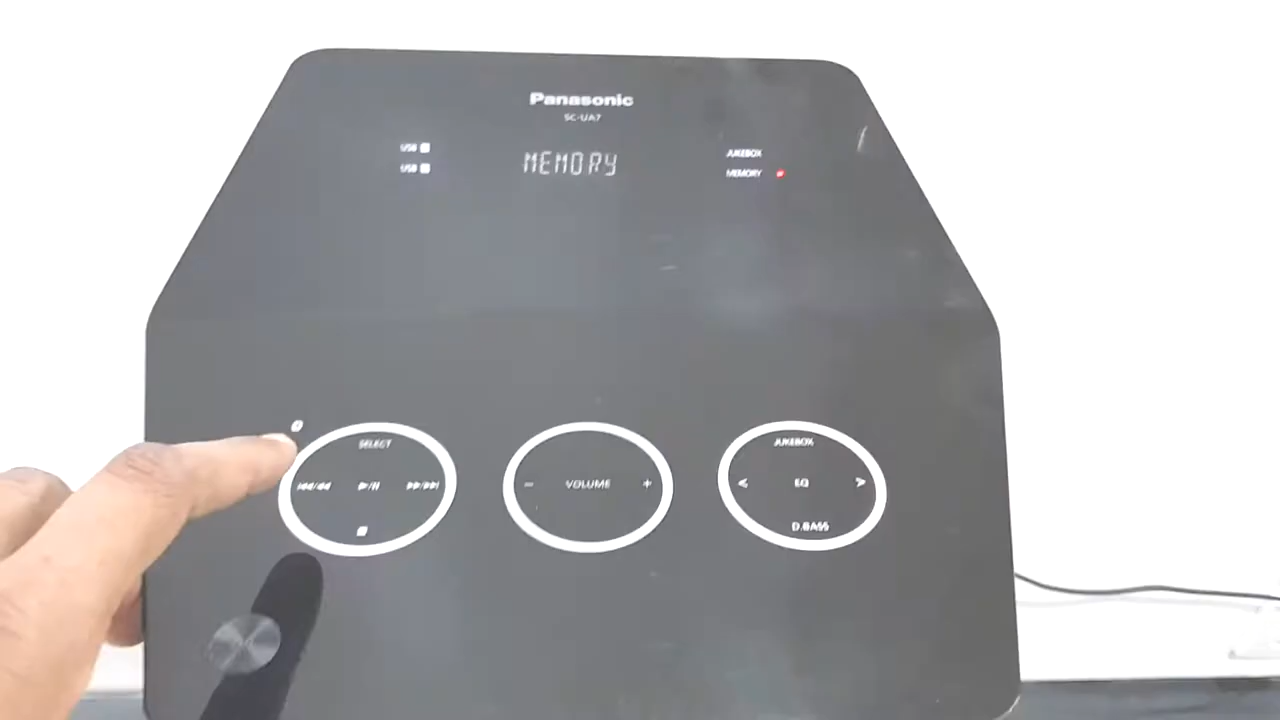 Panasonic
SC-UA7
USB
USB
MEMORY
JUKEBOX
MEMORY
SELECT
- VOLUME +
JUKEBOX
EQ
D.BASS